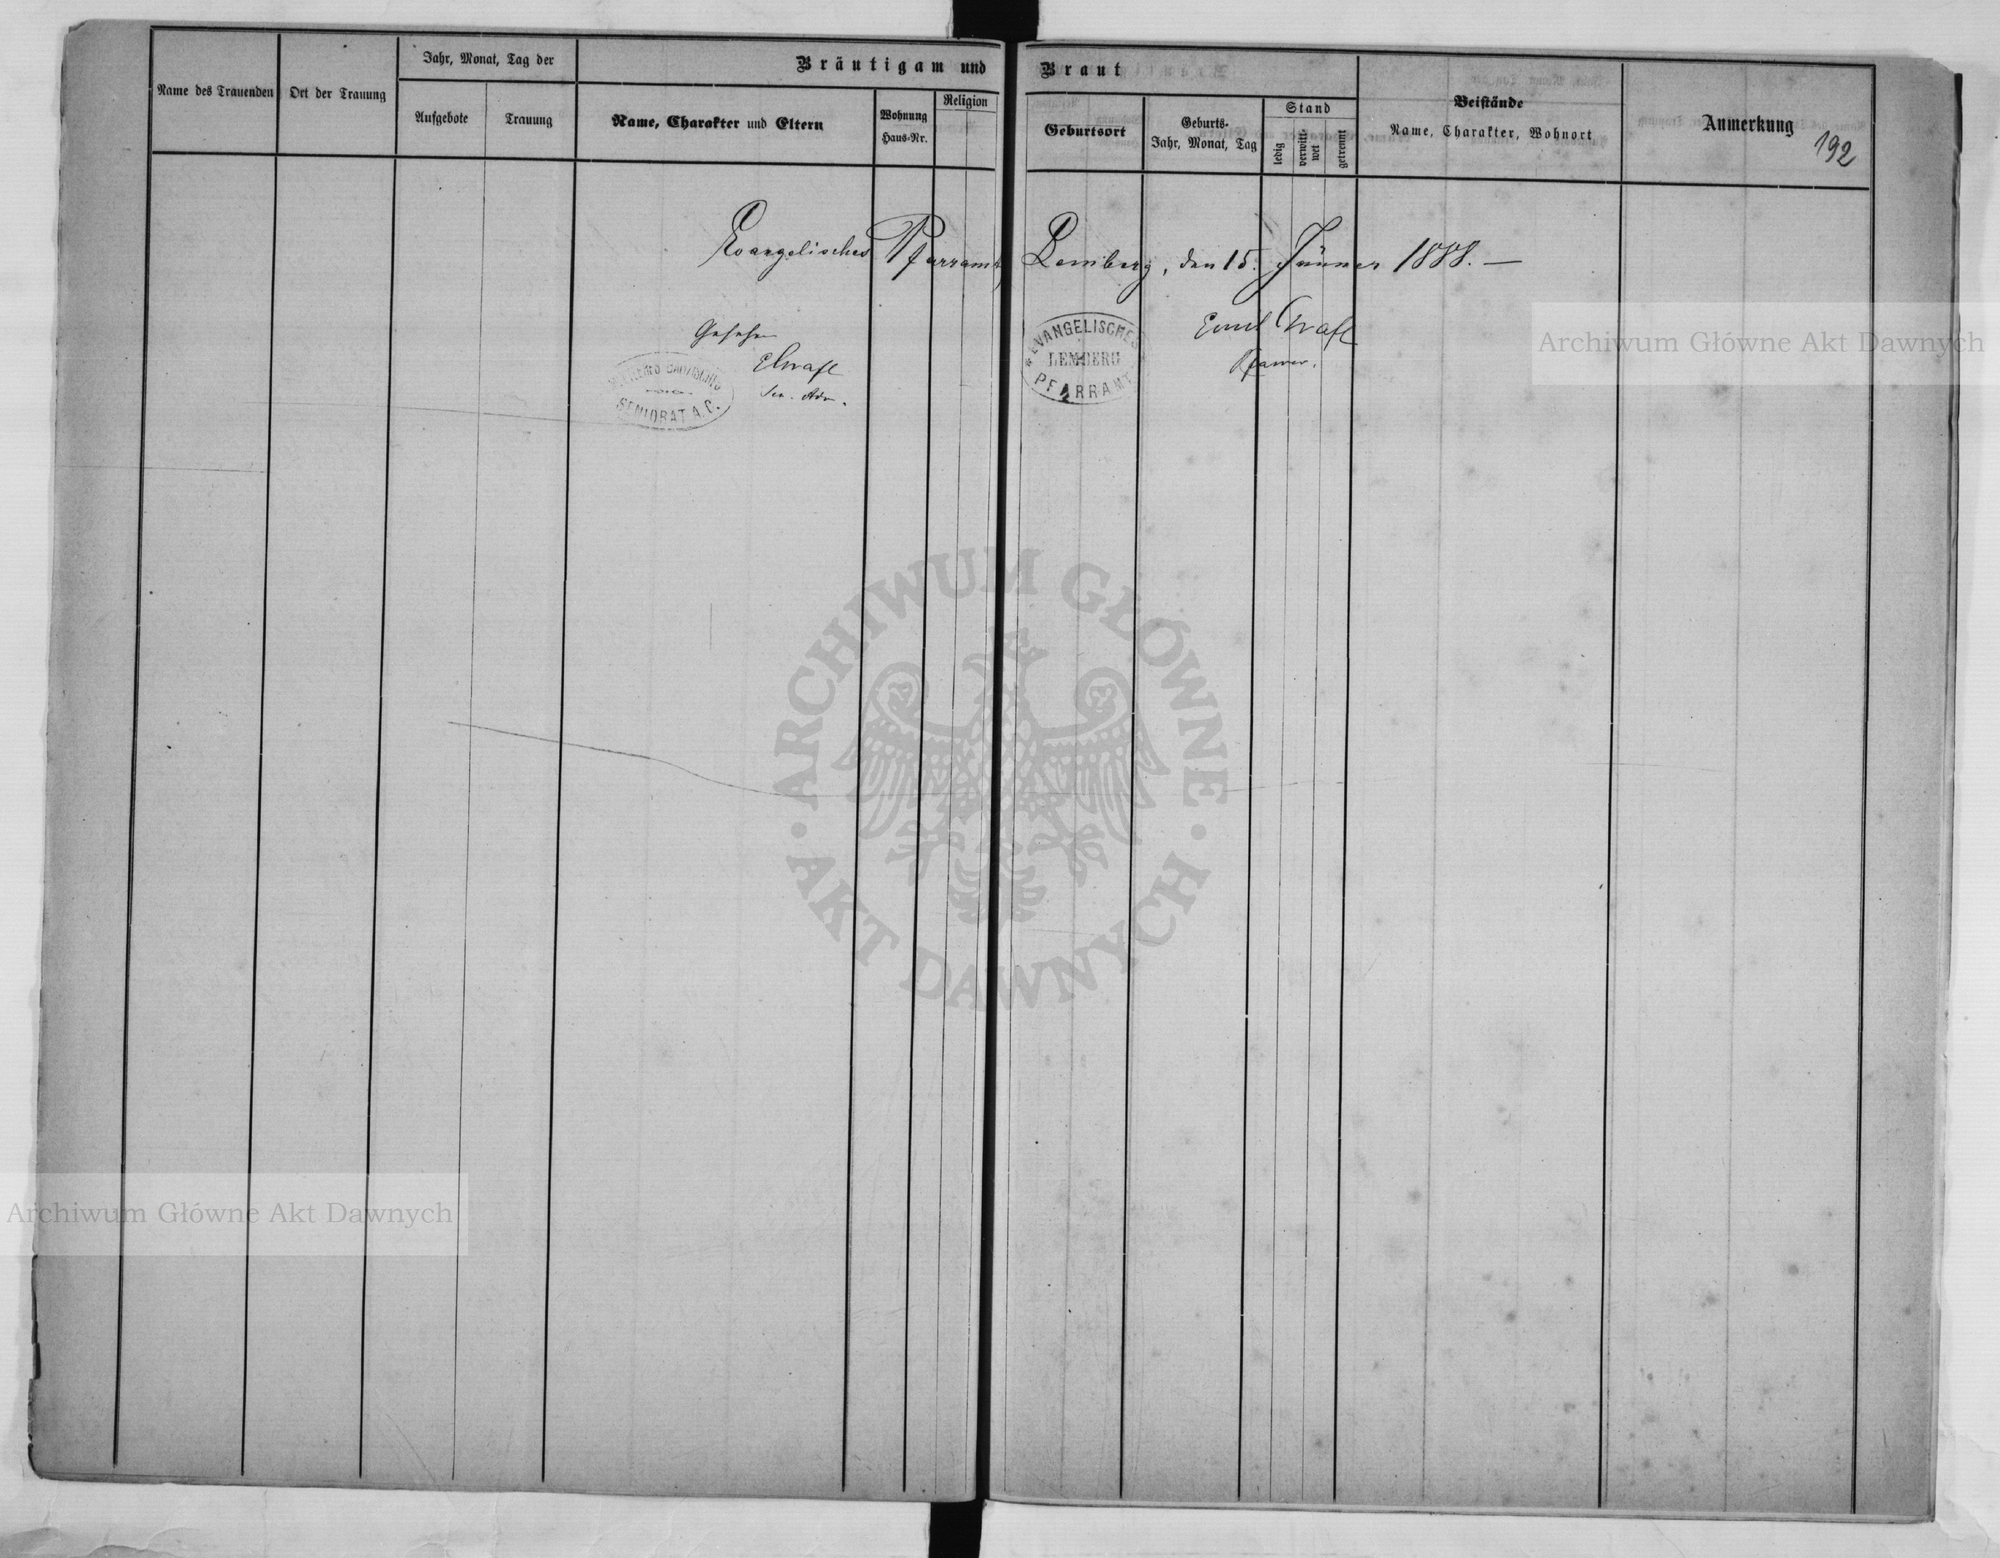 Name des Trauenden
Ort der Trauung
Jahr, Monat, Tag der
Aufgebote
Trauung
Bräutigam und Braut
Name, Charakter und Eltern
Wohnung
Haus-Nr.
Religion
Geburtsort
Geburts-
Jahr, Monat, Tag
Stand
ledig
verwitt-
wet
getrennt
Beistände
Name, Charakter, Wohnort
Anmerkung
192
Evangelisches Pfarramt Lemberg, den 15. Jänner 1888. —
Gesehen
Sen. Adm.
SENIORAT A. C.
EVANGELISCHES
LEMBERG
PFARRAMT
Emil
Pfarrer.
Archiwum Główne Akt Dawnych
ARCHIWUM GŁÓWNE
AKT DAWNYCH
Archiwum Główne Akt Dawnych